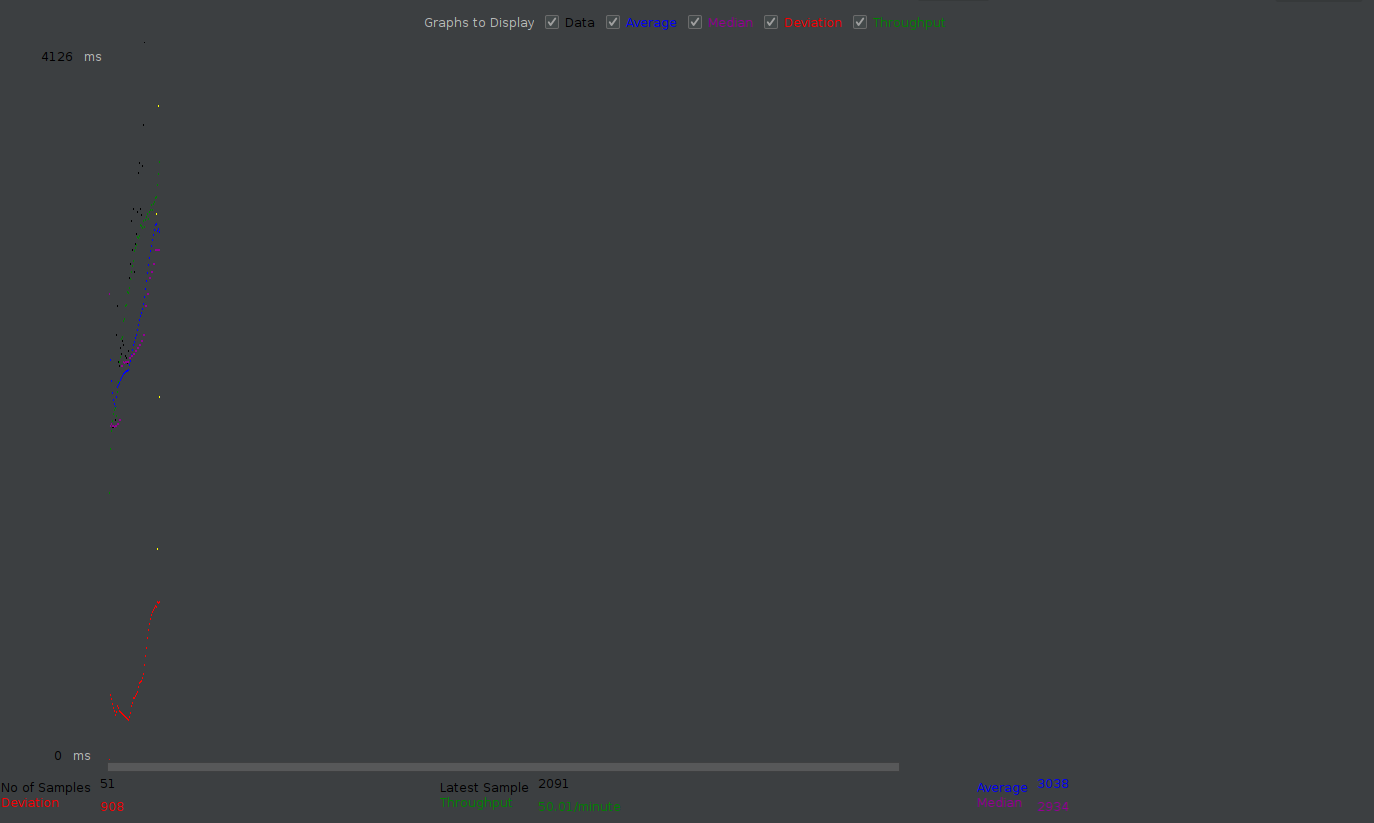 Graphs to Display Data Average Median Deviation Throughput
4126 ms
0 ms
No of Samples 51 Latest Sample 2091 Average 3038
Deviation 908 Throughput 50,01/minute Median